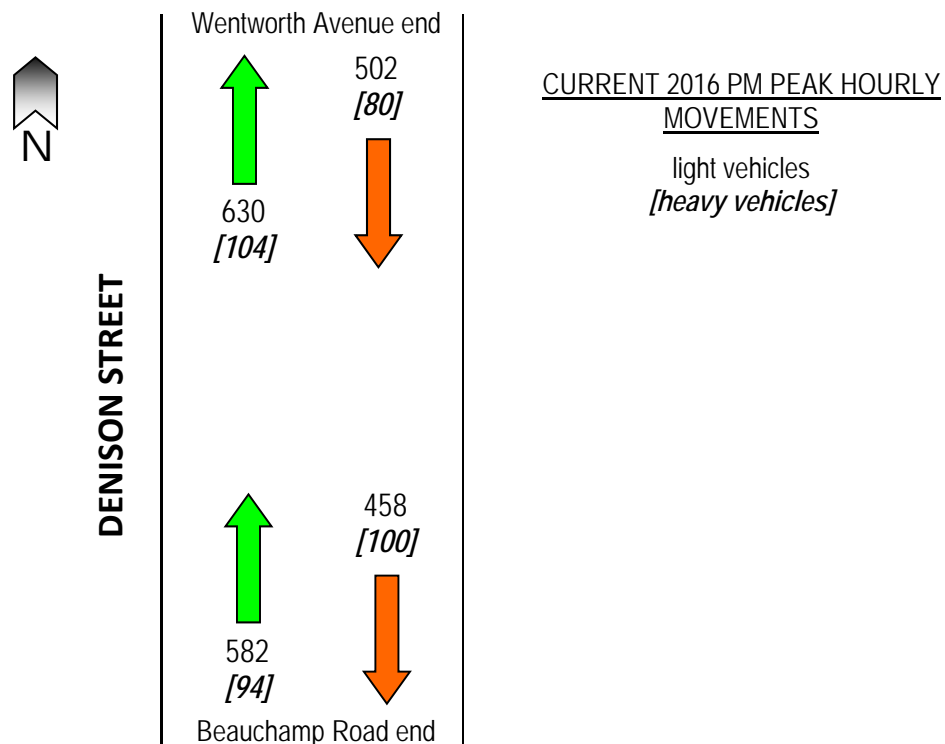 Wentworth Avenue end
502
[80]
630
[104]
N
CURRENT 2016 PM PEAK HOURLY
MOVEMENTS
light vehicles
[heavy vehicles]
DENISON STREET
458
[100]
582
[94]
Beauchamp Road end